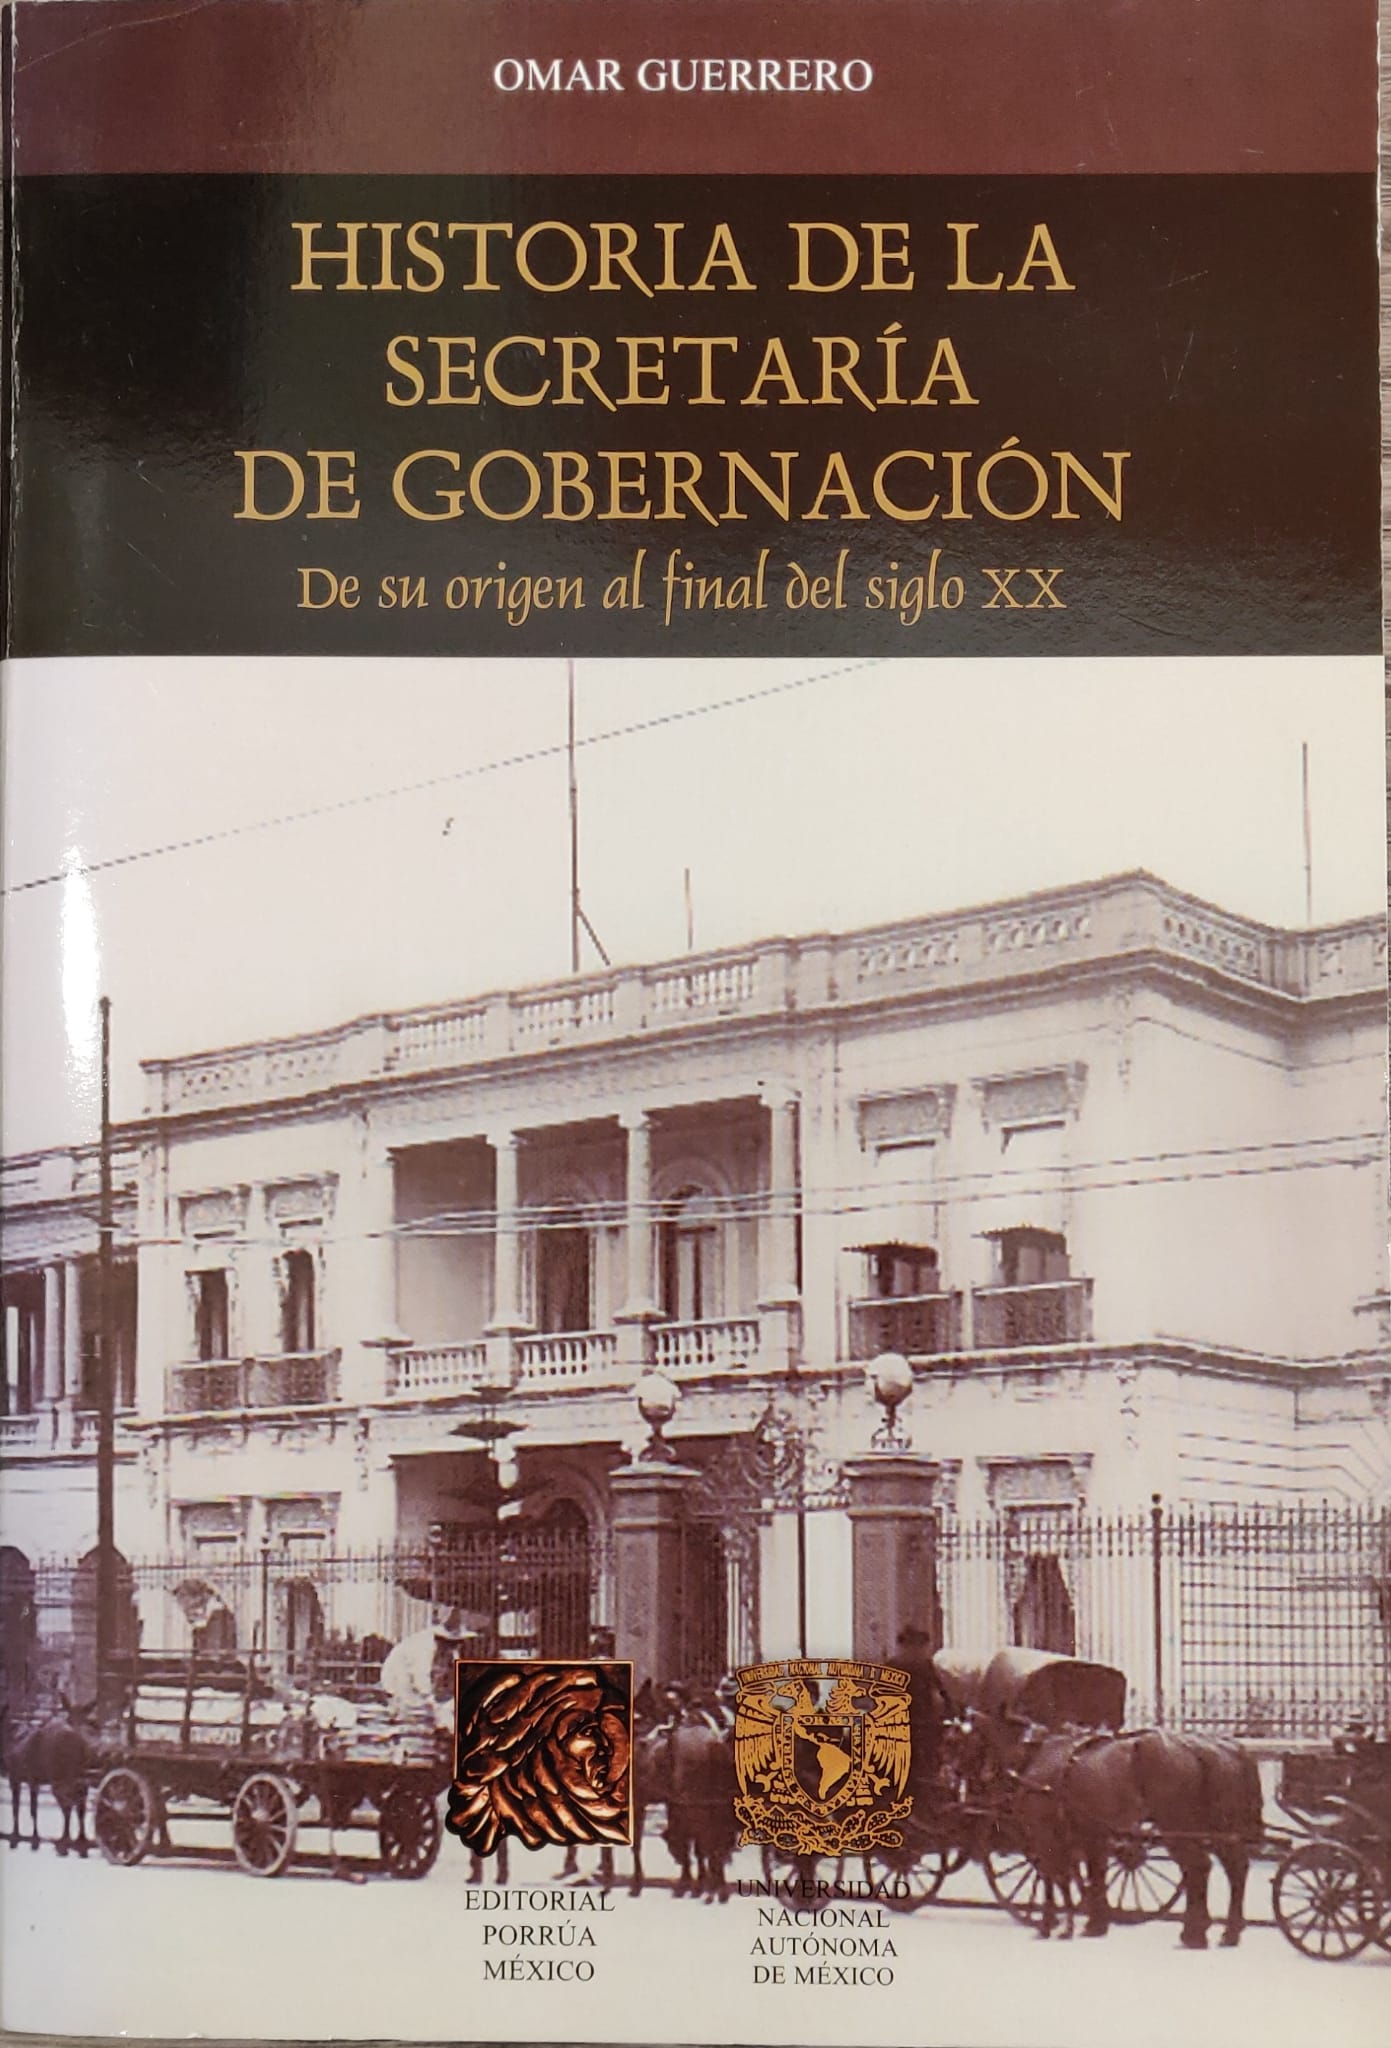 OMAR GUERRERO
HISTORIA DE LA
SECRETARÍA
DE GOBERNACIÓN
De su origen al final del siglo XX
EDITORIAL
PORRÚA
MÉXICO
UNIVERSIDAD
NACIONAL
AUTÓNOMA
DE MÉXICO